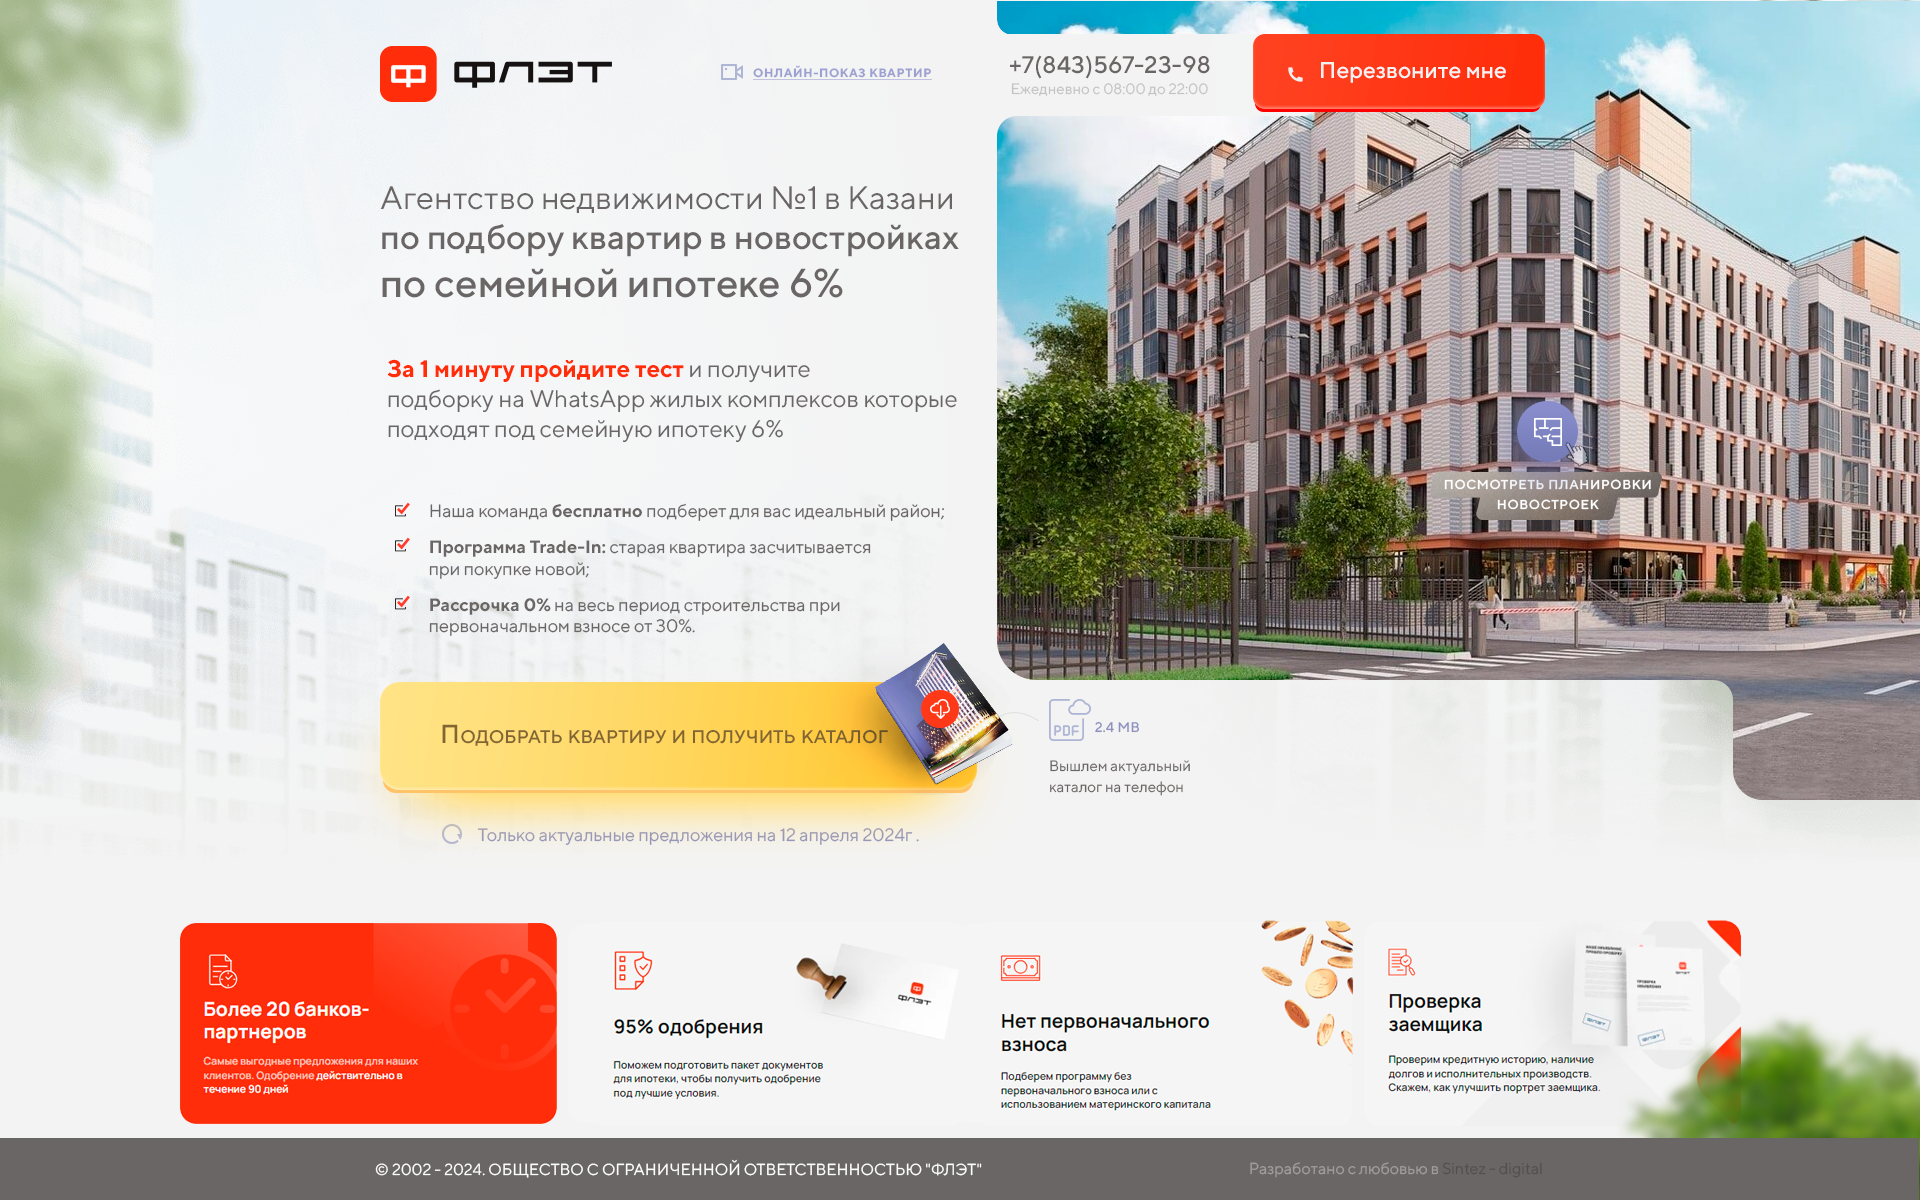 ФЛЭТ
ОНЛАЙН-ПОКАЗ КВАРТИР
+7(843)567-23-98
Ежедневно с 08:00 до 22:00
Перезвоните мне
Агентство недвижимости №1 в Казани
по подбору квартир в новостройках
по семейной ипотеке 6%
За 1 минуту пройдите тест и получите
подборку на WhatsApp жилых комплексов которые
подходят под семейную ипотеку 6%
Наша команда бесплатно подберет для вас идеальный район;
Программа Trade-In: старая квартира засчитывается
при покупке новой;
Рассрочка 0% на весь период строительства при
первоначальном взносе от 30%.
ПОСМОТРЕТЬ ПЛАНИРОВКИ
НОВОСТРОЕК
Подобрать квартиру и получить каталог
PDF
2.4 MB
Вышлем актуальный
каталог на телефон
Только актуальные предложения на 12 апреля 2024г .
Более 20 банков-
партнеров
Самые выгодные предложения для наших
клиентов. Одобрение действительно в
течение 90 дней
95% одобрения
Поможем подготовить пакет документов
для ипотеки, чтобы получить одобрение
под лучшие условия.
ФЛЭТ
Нет первоначального
взноса
Подберем программу без
первоначального взноса или с
использованием материнского капитала
Проверка
заемщика
Проверим кредитную историю, наличие
долгов и исполнительных производств.
Скажем, как улучшить портрет заемщика.
ФЛЭТ
© 2002 - 2024. ОБЩЕСТВО С ОГРАНИЧЕННОЙ ОТВЕТСТВЕННОСТЬЮ "ФЛЭТ"
Разработано с любовью в Sintez - digital